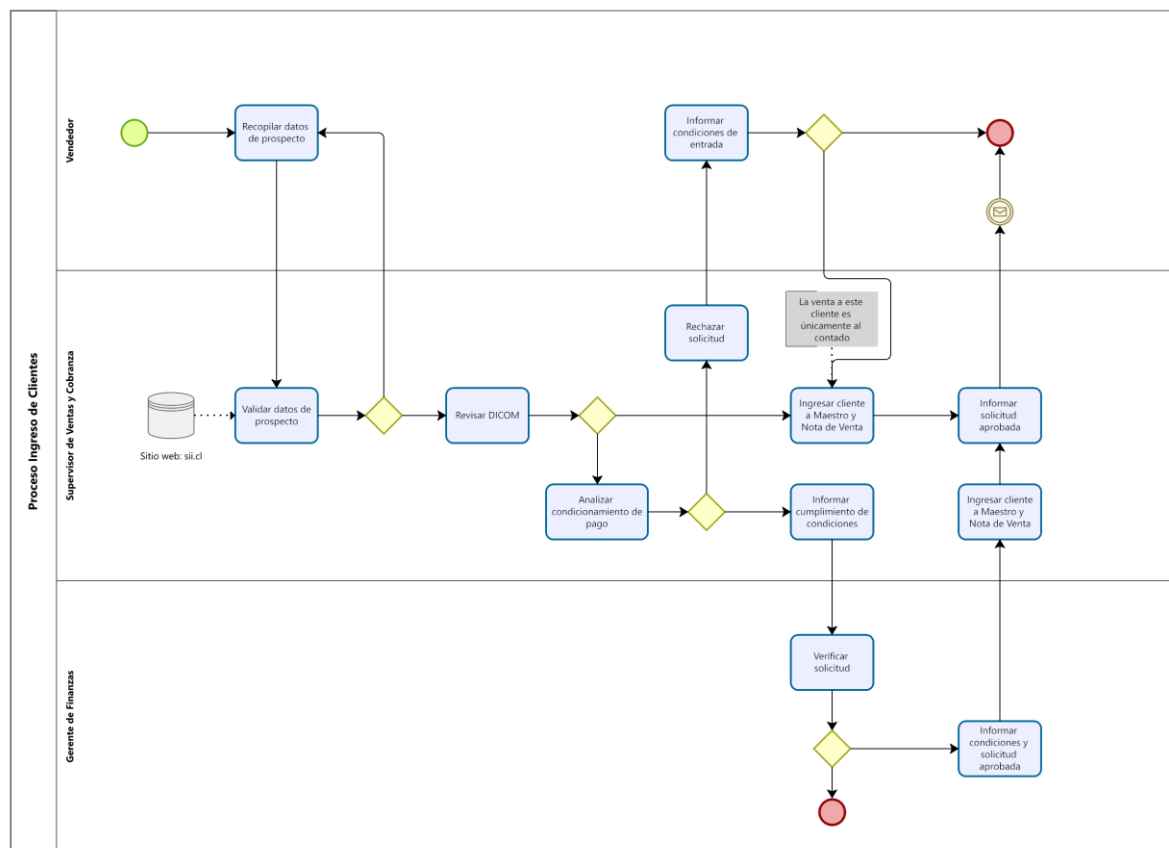 Proceso Ingreso de Clientes
Vendedor
Recopilar datos
de prospecto
Informar
condiciones de
entrada
Supervisor de Ventas y Cobranza
La venta a este
cliente es
únicamente al
contado
Rechazar
solicitud
Sitio web: sii.cl
Validar datos de
prospecto
Revisar DICOM
Ingresar cliente
a Maestro y
Nota de Venta
Informar
solicitud
aprobada
Analizar
condicionamiento de
pago
Informar
cumplimiento de
condiciones
Ingresar cliente
a Maestro y
Nota de Venta
Gerente de Finanzas
Verificar
solicitud
Informar
condiciones y
solicitud
aprobada